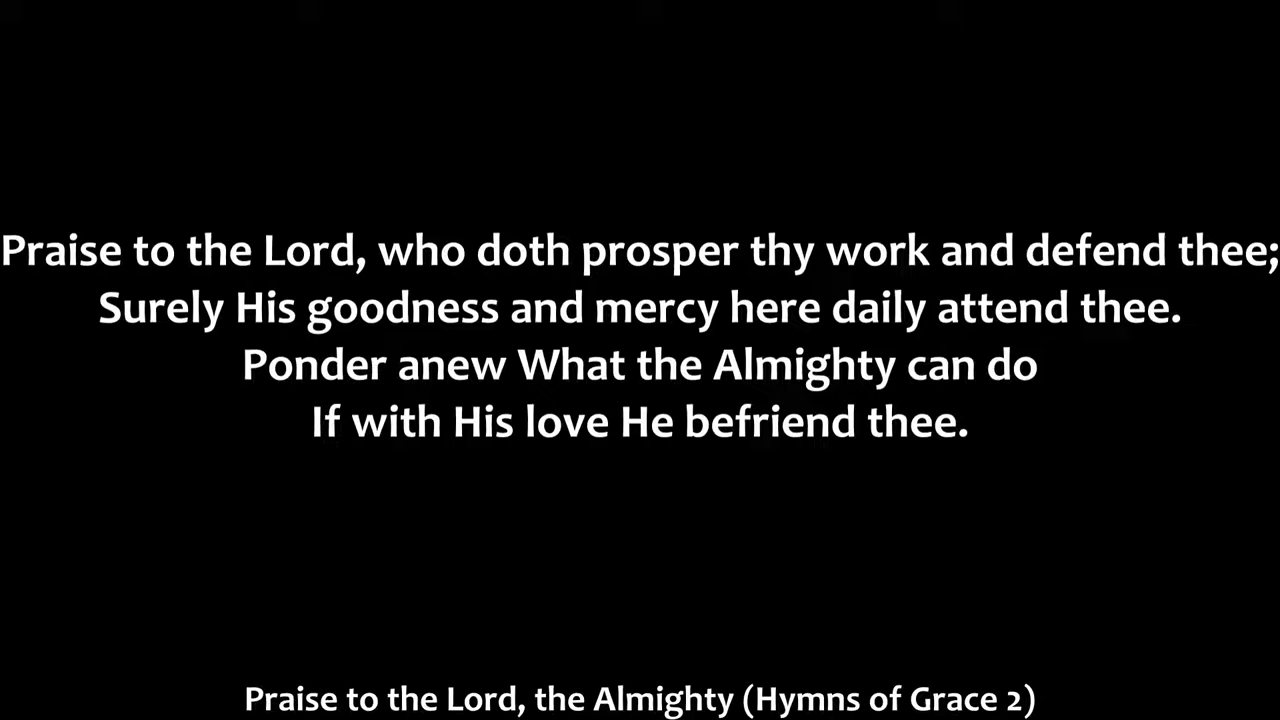 Praise to the Lord, who doth prosper thy work and defend thee;
Surely His goodness and mercy here daily attend thee.
Ponder anew What the Almighty can do
If with His love He befriend thee.
Praise to the Lord, the Almighty (Hymns of Grace 2)